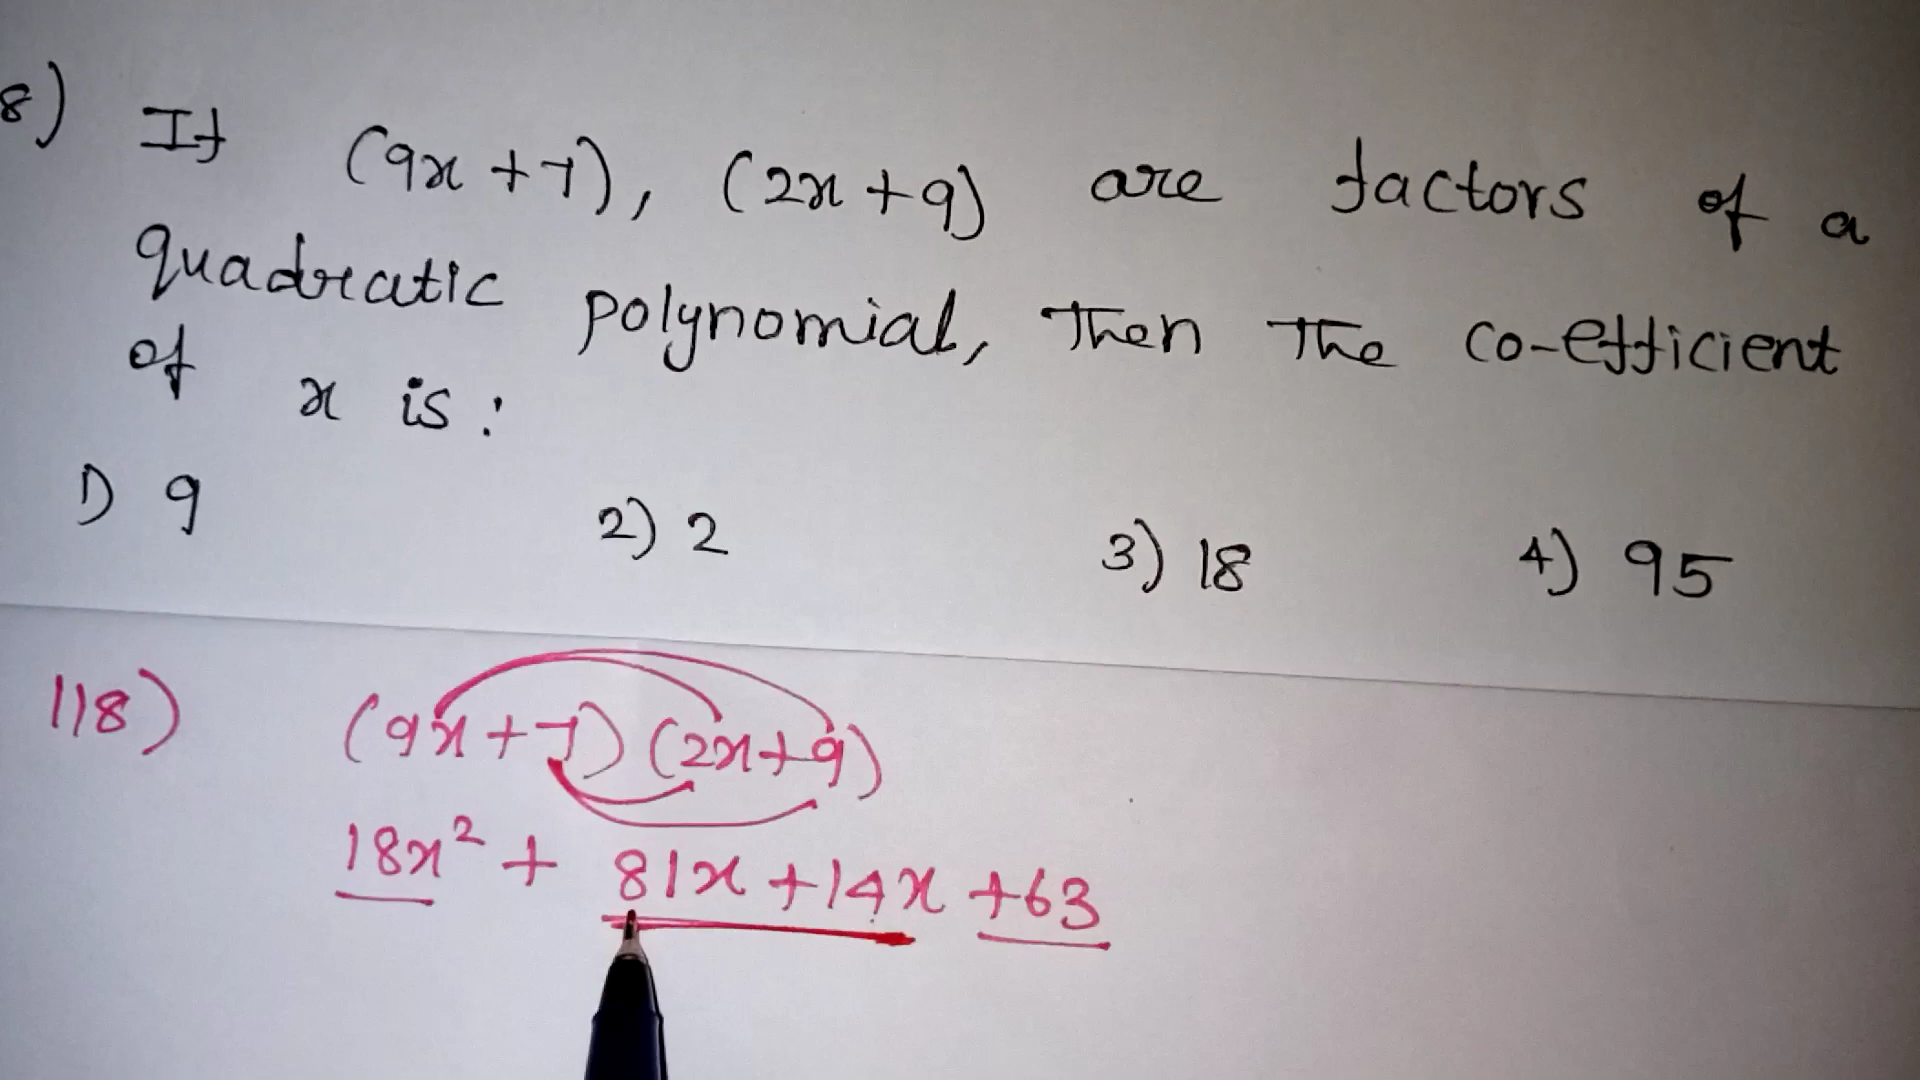 8) If (9x+7), (2x+9) are factors of a
quadratic polynomial, Then The co-efficient
of x is:
1) 9 2) 2 3) 18 4) 95
118) (9x+7)(2x+9)
18x² + 81x+14x+63